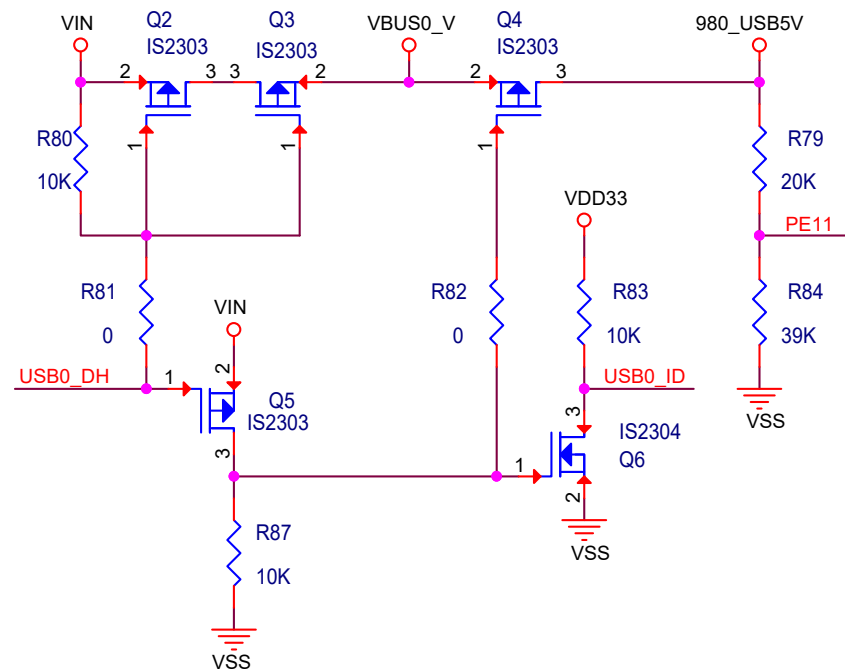 VIN Q2 Q3 VBUS0_V Q4 980_USB5V
IS2303 IS2303 IS2303
2 3 3 2 2 3
R80 1 1 1 R79
10K 20K
VDD33
PE11
R81 R82 R83 R84
0 VIN 0 10K 39K
USB0_DH 1 2 Q5 USB0_ID
IS2303 3 IS2304 VSS
3 1 Q6
2
R87
10K VSS
VSS